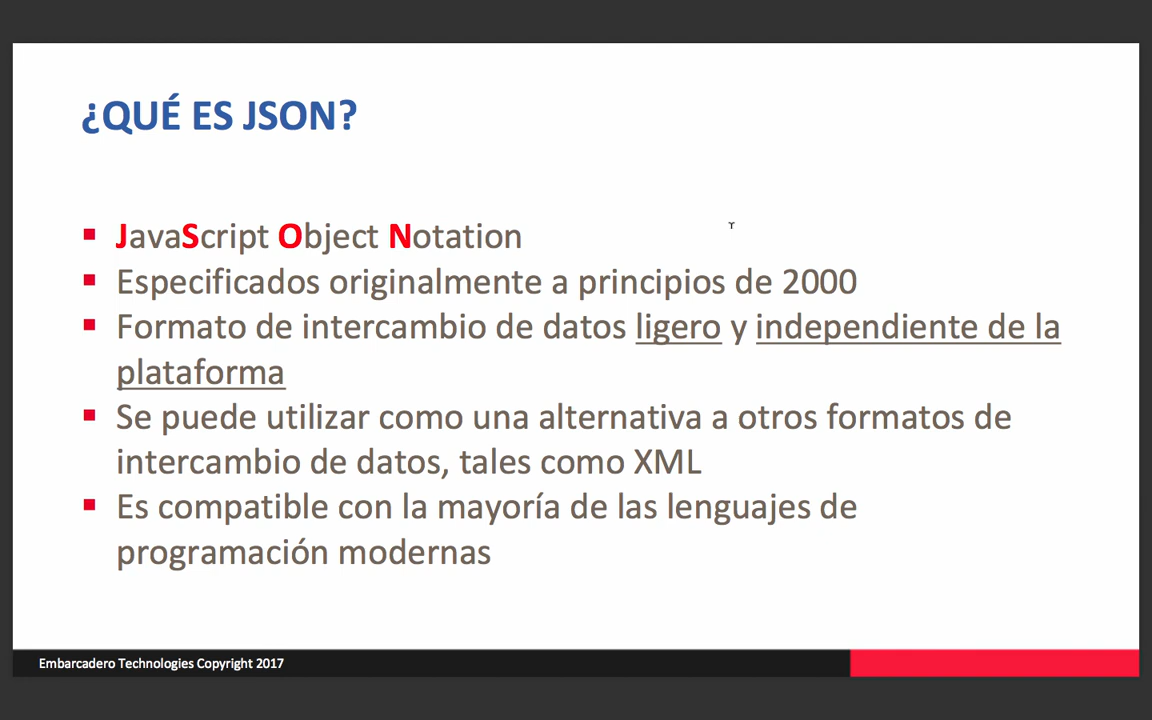 ¿QUÉ ES JSON?
JavaScript Object Notation
Especificados originalmente a principios de 2000
Formato de intercambio de datos ligero y independiente de la
plataforma
Se puede utilizar como una alternativa a otros formatos de
intercambio de datos, tales como XML
Es compatible con la mayoría de las lenguajes de
programación modernas
Embarcadero Technologies Copyright 2017